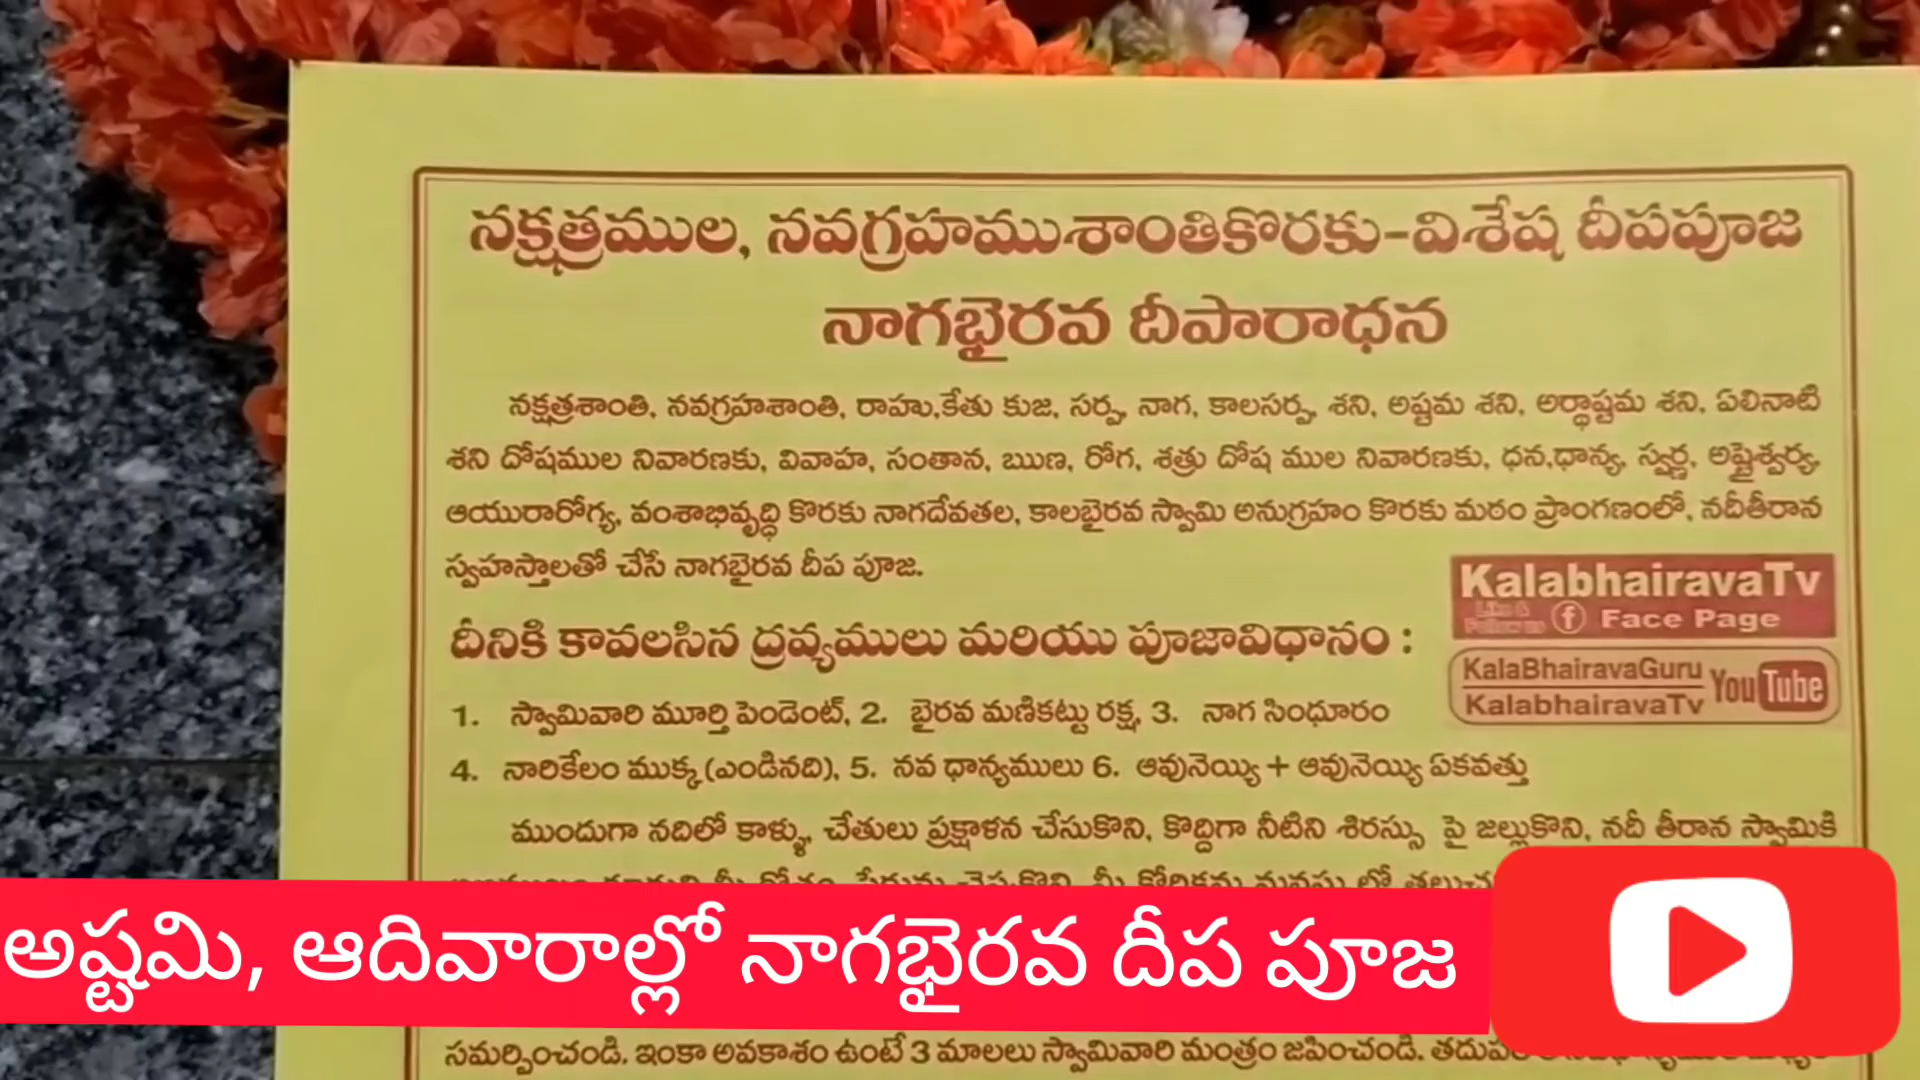 నక్షత్రముల, నవగ్రహముశాంతికొరకు-విశేష దీపపూజ
నాగభైరవ దీపారాధన
నక్షత్రశాంతి, నవగ్రహశాంతి, రాహు,కేతు కుజ, సర్ప, నాగ, కాలసర్ప, శని, అష్టమ శని, అర్థాష్టమ శని, ఏలినాటి
శని దోషముల నివారణకు, వివాహ, సంతాన, ఋణ, రోగ, శత్రు దోష ముల నివారణకు, ధన,ధాన్య, స్వర్ణ, అష్టైశ్వర్య,
ఆయురారోగ్య, వంశాభివృద్ధి కొరకు నాగదేవతల, కాలభైరవ స్వామి అనుగ్రహం కొరకు మఠం ప్రాంగణంలో, నదీతీరాన
స్వహస్తాలతో చేసే నాగభైరవ దీప పూజ.
KalabhairavaTv
Face Page
దీనికి కావలసిన ద్రవ్యములు మరియు పూజావిధానం :
KalaBhairavaGuru
KalabhairavaTv
YouTube
1. స్వామివారి మూర్తి పెండెంట్, 2. భైరవ మణికట్టు రక్ష, 3. నాగ సింధూరం
4. నారికేలం ముక్క(ఎండినది), 5. నవ ధాన్యములు 6. ఆవునెయ్యి + ఆవునెయ్యి ఏకవత్తు
ముందుగా నదిలో కాళ్ళు, చేతులు ప్రక్షాళన చేసుకొని, కొద్దిగా నీటిని శిరస్సు పై జల్లుకొని, నదీ తీరాన స్వామికి
అష్టమి, ఆదివారాల్లో నాగభైరవ దీప పూజ
సమర్పించండి. ఇంకా అవకాశం ఉంటే 3 మాలలు స్వామివారి మంత్రం జపించండి.